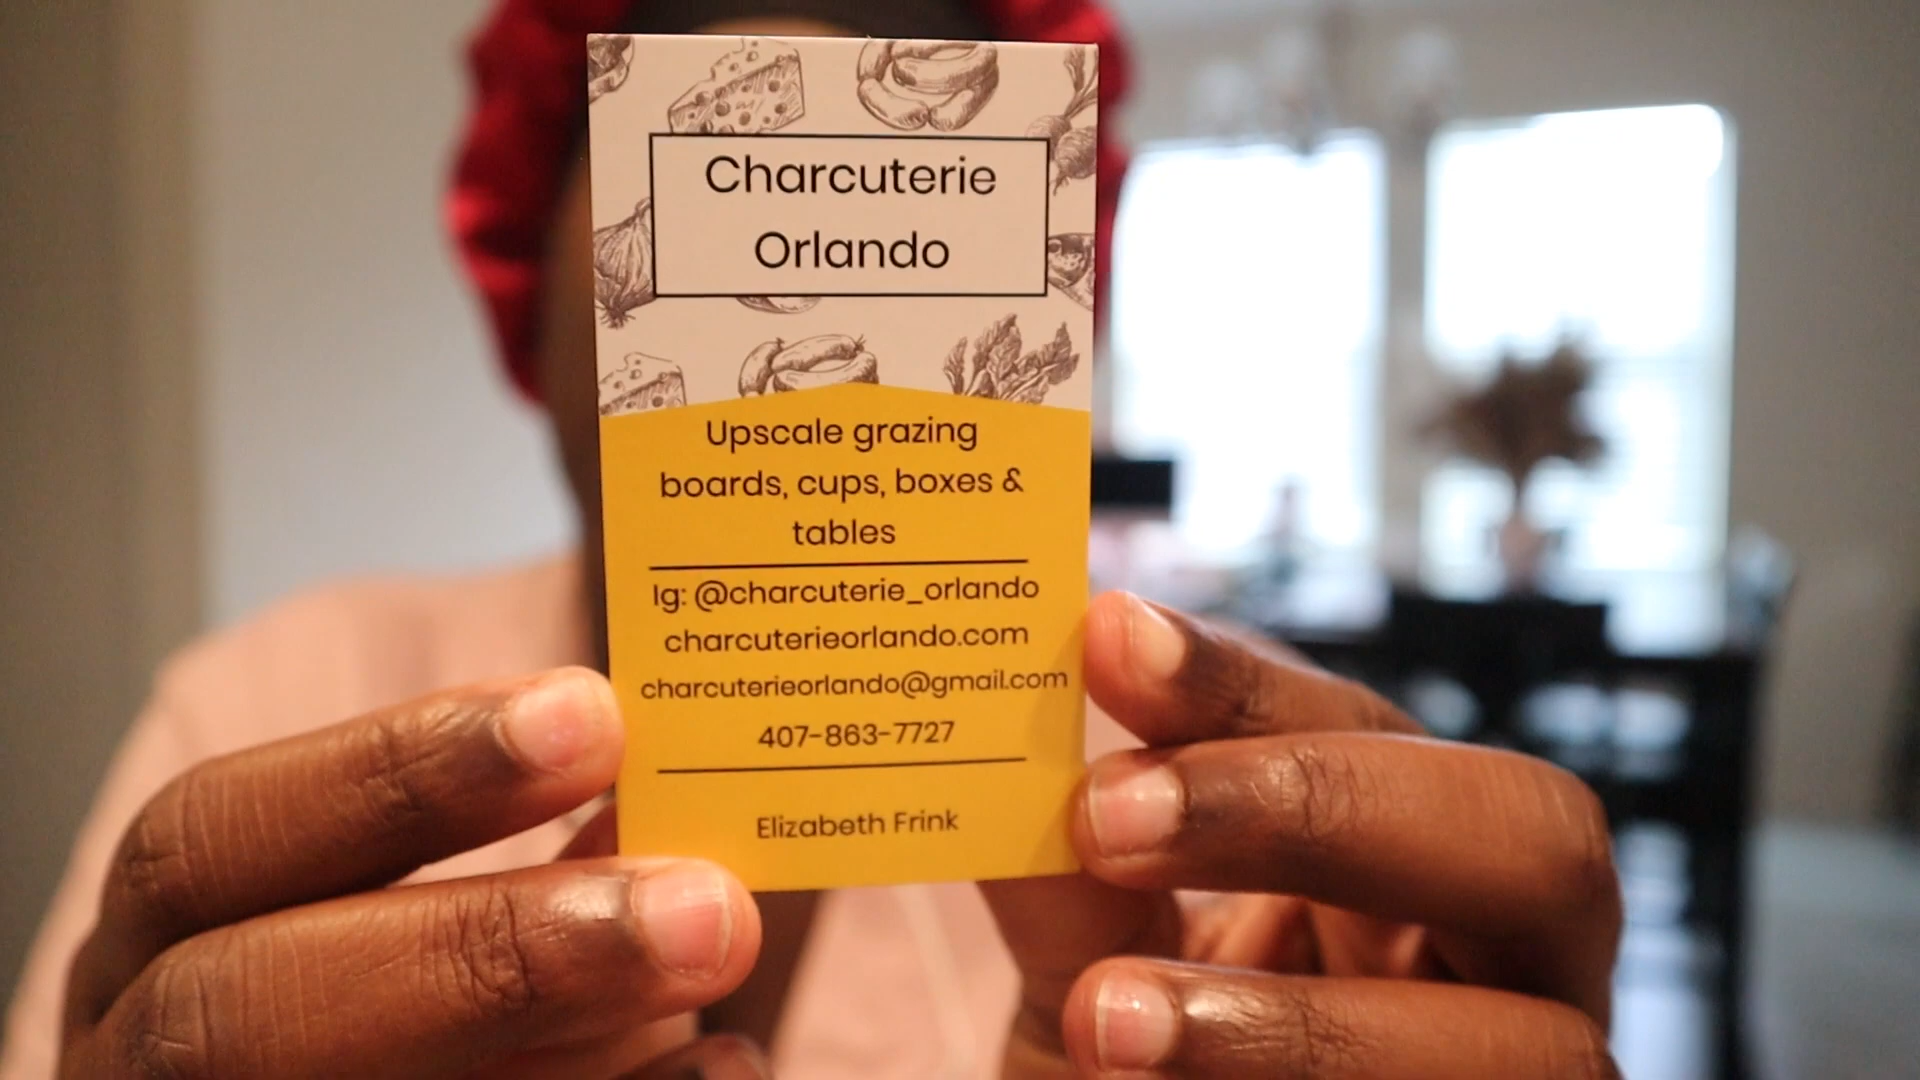 Charcuterie
Orlando
Upscale grazing
boards, cups, boxes &
tables
Ig: @charcuterie_orlando
charcuterieorlando.com
charcuterieorlando@gmail.com
407-863-7727
Elizabeth Frink